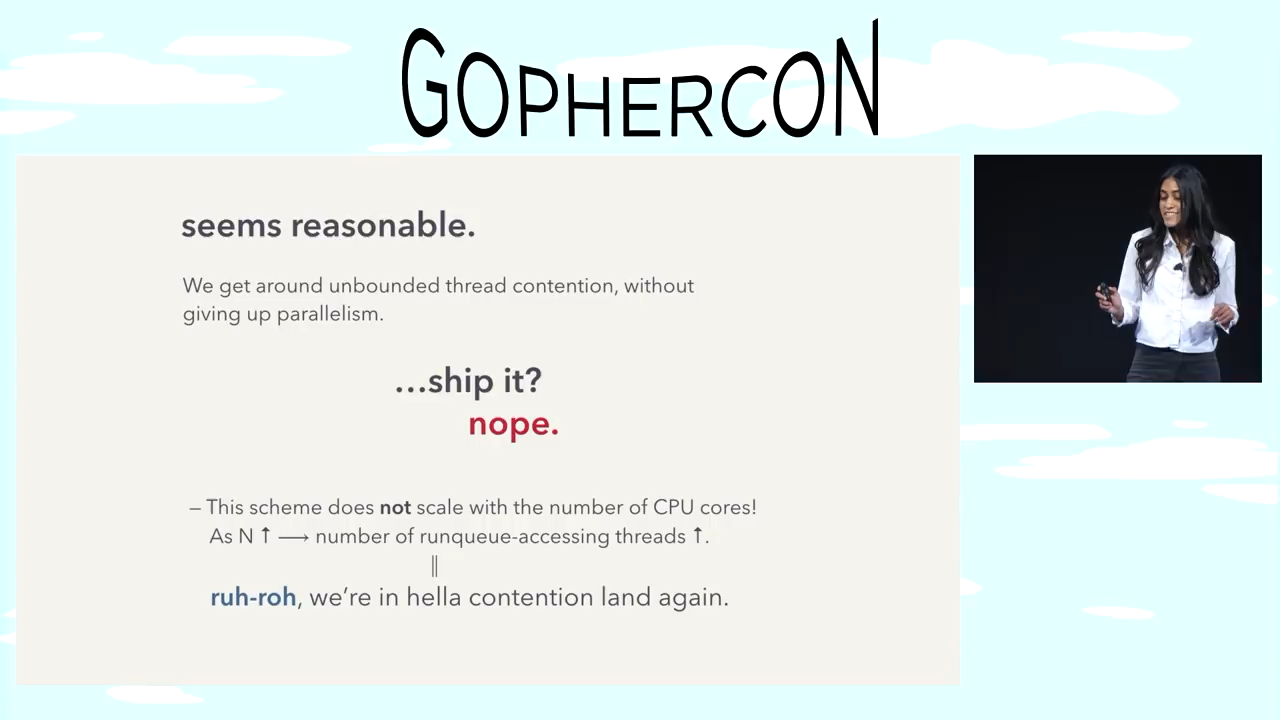 GOPHERCON
seems reasonable.
We get around unbounded thread contention, without
giving up parallelism.
…ship it?
nope.
– This scheme does not scale with the number of CPU cores!
As N ↑ ⟶ number of runqueue-accessing threads ↑.
||
ruh-roh, we’re in hella contention land again.